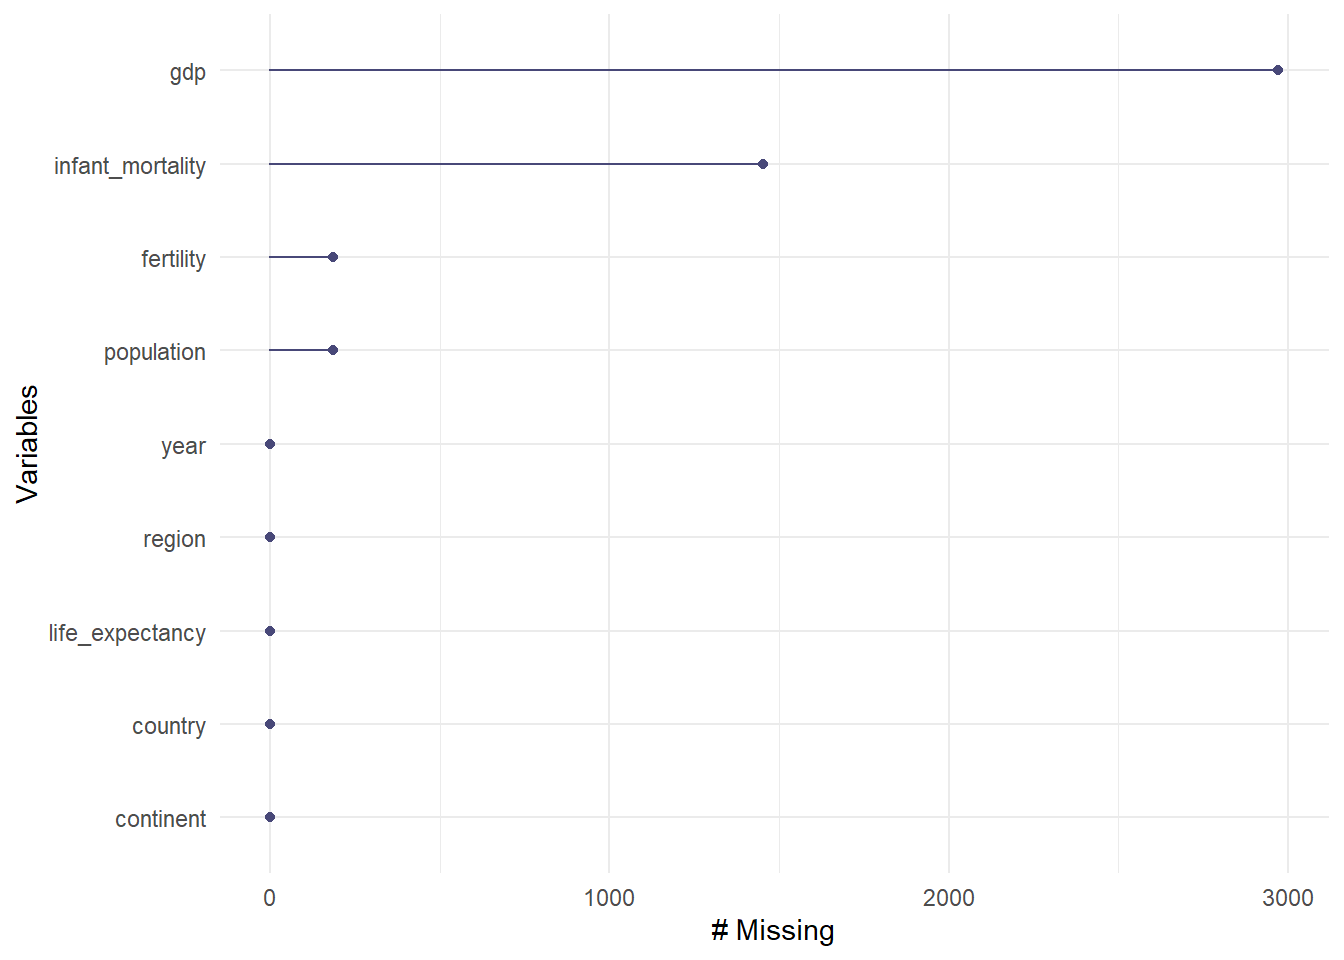 gdp
infant_mortality
fertility
population
year
region
life_expectancy
country
continent
Variables
0 1000 2000 3000
# Missing